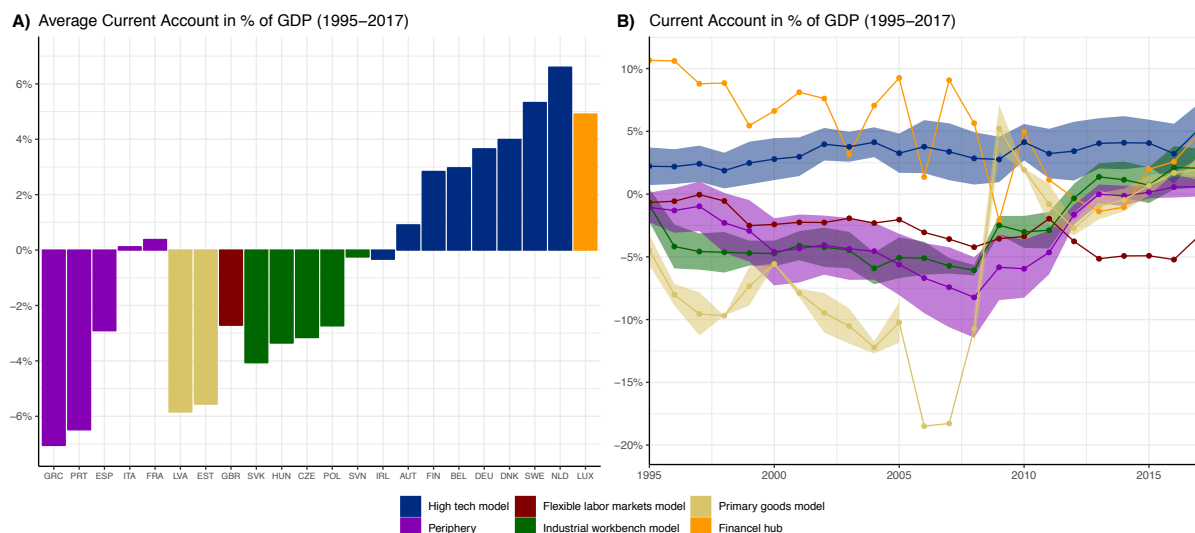 A) Average Current Account in % of GDP (1995−2017)
6%
4%
2%
0%
−2%
−4%
−6%
GRC PRT ESP ITA FRA LVA EST GBR SVK HUN CZE POL SVN IRL AUT FIN BEL DEU DNK SWE NLD LUX
B) Current Account in % of GDP (1995−2017)
10%
5%
0%
−5%
−10%
−15%
−20%
1995 2000 2005 2010 2015
High tech model Flexible labor markets model Primary goods model
Periphery Industrial workbench model Financel hub